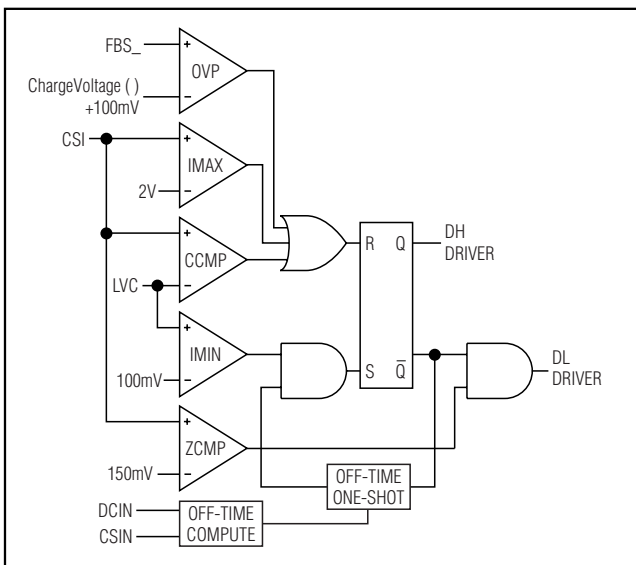 FBS_
+
OVP
ChargeVoltage ( )
+100mV
−
CSI
+
IMAX
2V
−
+
CCMP
LVC
−
+
IMIN
100mV
−
+
ZCMP
150mV
−
DCIN
CSIN
OFF-TIME
COMPUTE
OFF-TIME
ONE-SHOT
R
Q
S
Q̅
DH
DRIVER
DL
DRIVER